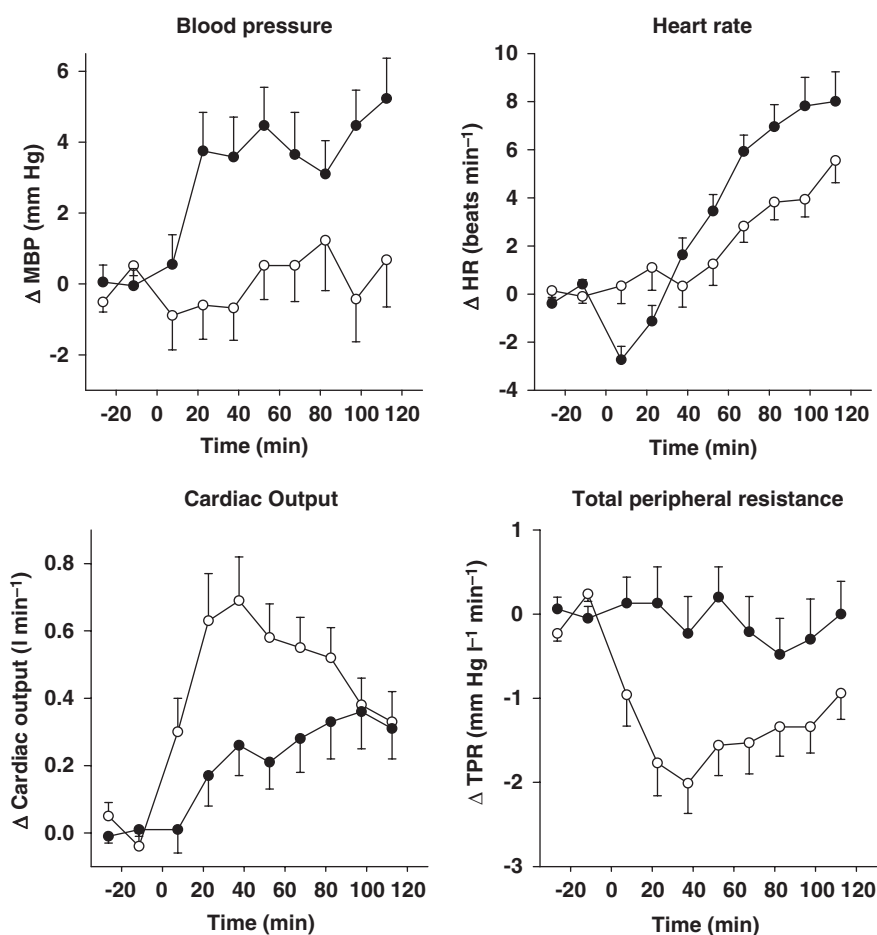 Blood pressure
Δ MBP (mm Hg)
6
4
2
0
-2
-20 0 20 40 60 80 100 120
Time (min)
Heart rate
Δ HR (beats min⁻¹)
10
8
6
4
2
0
-2
-4
-20 0 20 40 60 80 100 120
Time (min)
Cardiac Output
Δ Cardiac output (l min⁻¹)
0.8
0.6
0.4
0.2
0.0
-20 0 20 40 60 80 100 120
Time (min)
Total peripheral resistance
Δ TPR (mm Hg l⁻¹ min⁻¹)
1
0
-1
-2
-3
-20 0 20 40 60 80 100 120
Time (min)